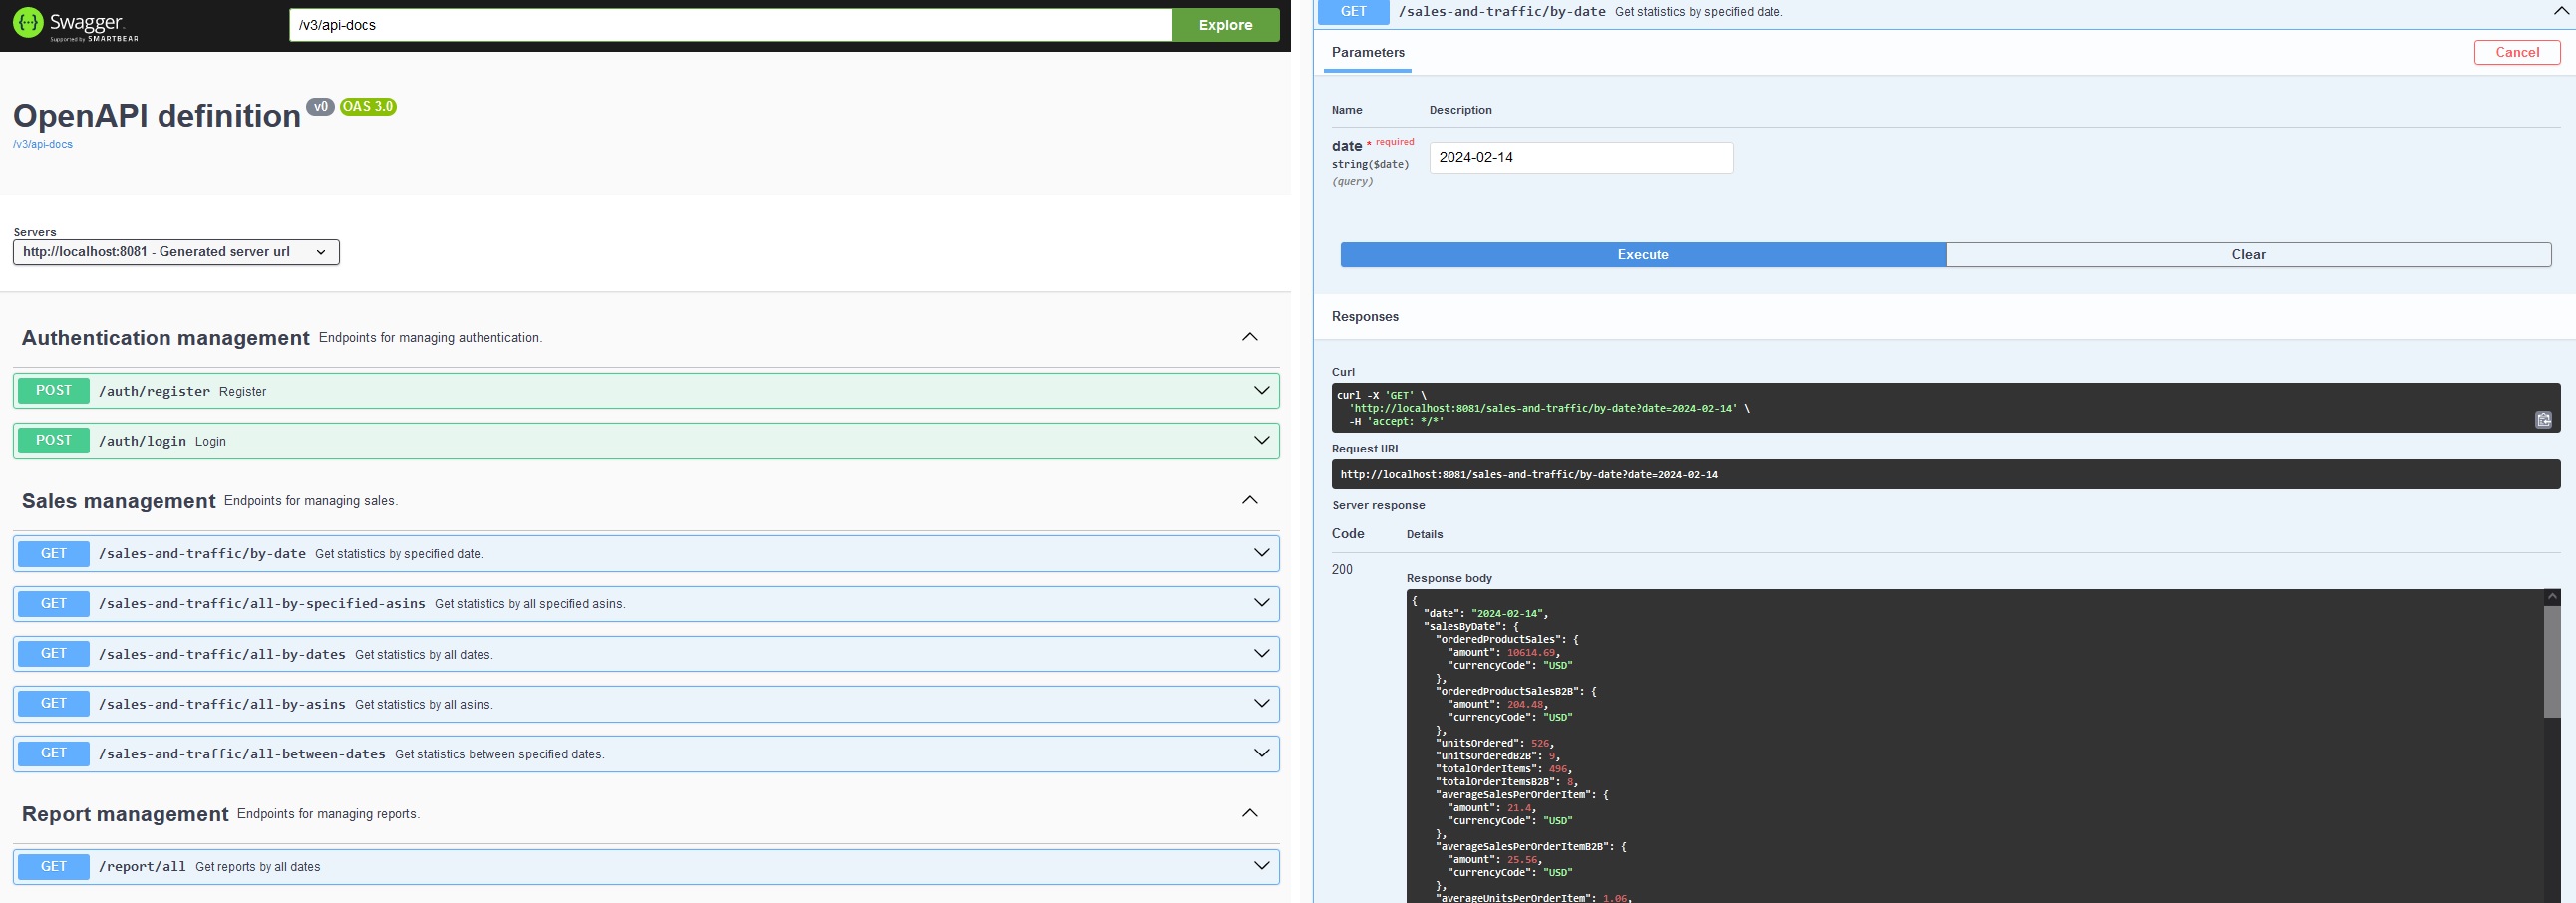 Swagger.
Supported by SMARTBEAR
/v3/api-docs
Explore
OpenAPI definition v0 OAS 3.0
/v3/api-docs
Servers
http://localhost:8081 - Generated server url
Authentication management Endpoints for managing authentication.
POST /auth/register Register
POST /auth/login Login
Sales management Endpoints for managing sales.
GET /sales-and-traffic/by-date Get statistics by specified date.
GET /sales-and-traffic/all-by-specified-asins Get statistics by all specified asins.
GET /sales-and-traffic/all-by-dates Get statistics by all dates.
GET /sales-and-traffic/all-by-asins Get statistics by all asins.
GET /sales-and-traffic/all-between-dates Get statistics between specified dates.
Report management Endpoints for managing reports.
GET /report/all Get reports by all dates
GET /sales-and-traffic/by-date Get statistics by specified date.
Parameters
Cancel
Name Description
date * required
string($date)
(query)
2024-02-14
Execute
Clear
Responses
Curl
curl -X 'GET' \
'http://localhost:8081/sales-and-traffic/by-date?date=2024-02-14' \
-H 'accept: */*'
Request URL
http://localhost:8081/sales-and-traffic/by-date?date=2024-02-14
Server response
Code Details
200
Response body
{
"date": "2024-02-14",
"salesByDate": {
"orderedProductSales": {
"amount": 10614.69,
"currencyCode": "USD"
},
"orderedProductSalesB2B": {
"amount": 204.48,
"currencyCode": "USD"
},
"unitsOrdered": 526,
"unitsOrderedB2B": 9,
"totalOrderItems": 496,
"totalOrderItemsB2B": 8,
"averageSalesPerOrderItem": {
"amount": 21.4,
"currencyCode": "USD"
},
"averageSalesPerOrderItemB2B": {
"amount": 25.56,
"currencyCode": "USD"
},
"averageUnitsPerOrderItem": 1.06,